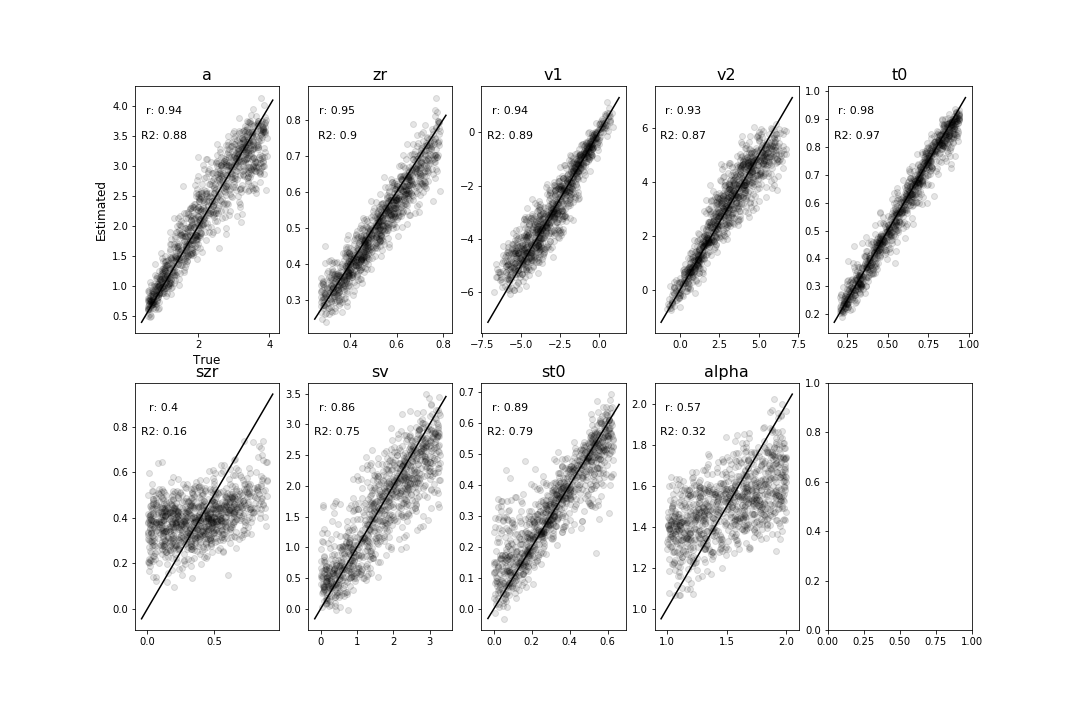 a
zr
v1
v2
t0
r: 0.94
R2: 0.88
r: 0.95
R2: 0.9
r: 0.94
R2: 0.89
r: 0.93
R2: 0.87
r: 0.98
R2: 0.97
4.0
3.5
3.0
2.5
2.0
1.5
1.0
0.5
Estimated
2 4
True
0.8
0.7
0.6
0.5
0.4
0.3
0.4 0.6 0.8
0
−2
−4
−6
−7.5 −5.0 −2.5 0.0
6
4
2
0
0.0 2.5 5.0 7.5
1.0
0.9
0.8
0.7
0.6
0.5
0.4
0.3
0.2
0.25 0.50 0.75 1.00
szr
sv
st0
alpha
r: 0.4
R2: 0.16
r: 0.86
R2: 0.75
r: 0.89
R2: 0.79
r: 0.57
R2: 0.32
0.8
0.6
0.4
0.2
0.0
0.0 0.5
3.5
3.0
2.5
2.0
1.5
1.0
0.5
0.0
0 1 2 3
0.7
0.6
0.5
0.4
0.3
0.2
0.1
0.0
0.0 0.2 0.4 0.6
2.0
1.8
1.6
1.4
1.2
1.0
1.0 1.5 2.0
1.0
0.8
0.6
0.4
0.2
0.0
0.00 0.25 0.50 0.75 1.00